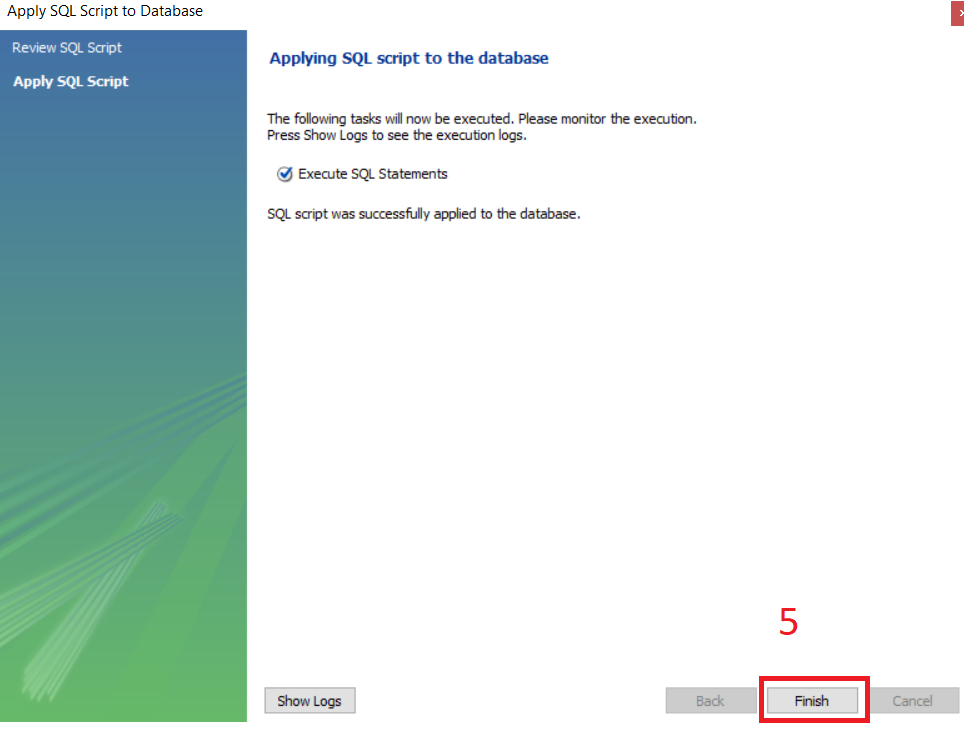 Apply SQL Script to Database
Review SQL Script
Apply SQL Script
Applying SQL script to the database
The following tasks will now be executed. Please monitor the execution.
Press Show Logs to see the execution logs.
Execute SQL Statements
SQL script was successfully applied to the database.
5
Show Logs
Back
Finish
Cancel